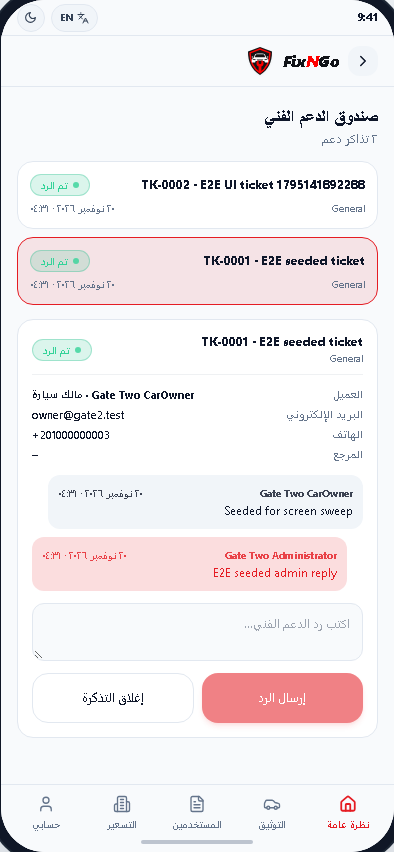 9:41
EN
FixNGo
صندوق الدعم الفني
٢ تذاكر دعم
TK-0002 - E2E UI ticket 1795141892288
تم الرد
General
٢٠ نوفمبر ٢٠٢٦ - ٠٤:٣١
TK-0001 - E2E seeded ticket
تم الرد
General
٢٠ نوفمبر ٢٠٢٦ - ٠٤:٣١
TK-0001 - E2E seeded ticket
تم الرد
General
العميل
Gate Two CarOwner - مالك سيارة
البريد الإلكتروني
owner@gate2.test
الهاتف
+201000000003
المرجع
–
Gate Two CarOwner
٢٠ نوفمبر ٢٠٢٦ - ٠٤:٣١
Seeded for screen sweep
Gate Two Administrator
٢٠ نوفمبر ٢٠٢٦ - ٠٤:٣١
E2E seeded admin reply
اكتب رد الدعم الفني...
إرسال الرد
إغلاق التذكرة
نظرة عامة
التوثيق
المستخدمين
التسعير
حسابي